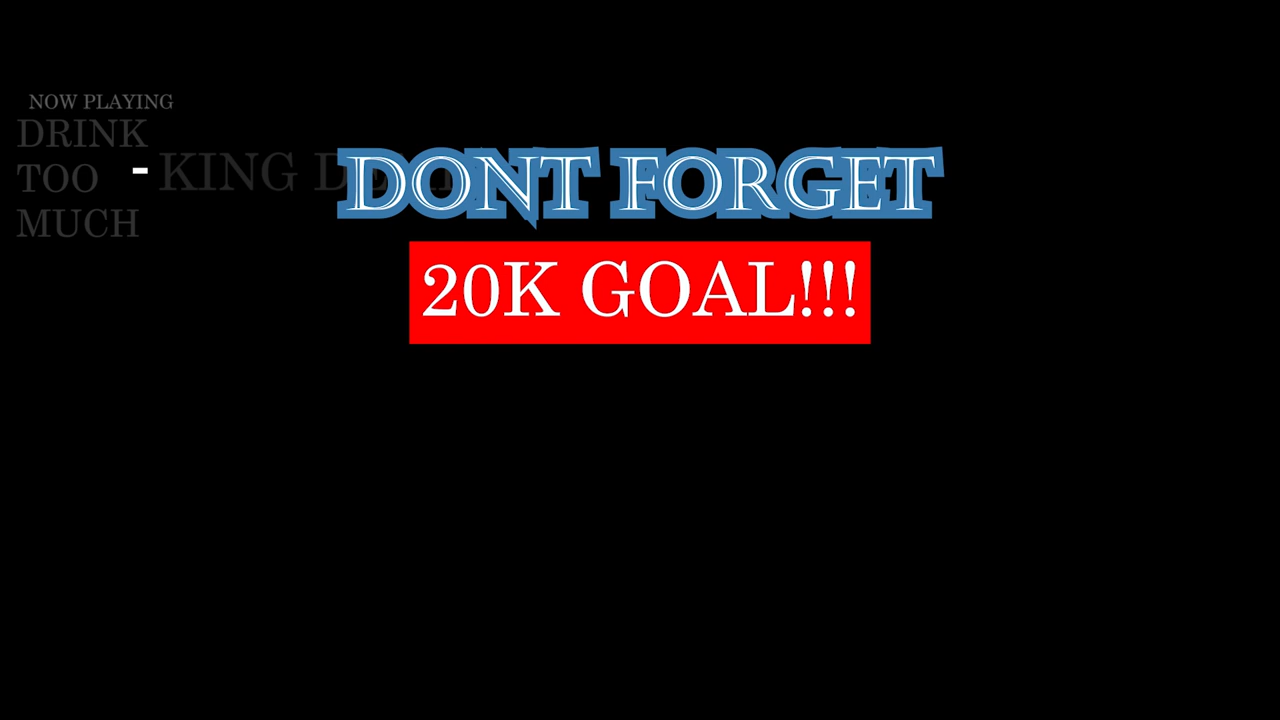 NOW PLAYING
DRINK
TOO
MUCH
- KING
DONT FORGET
20K GOAL!!!